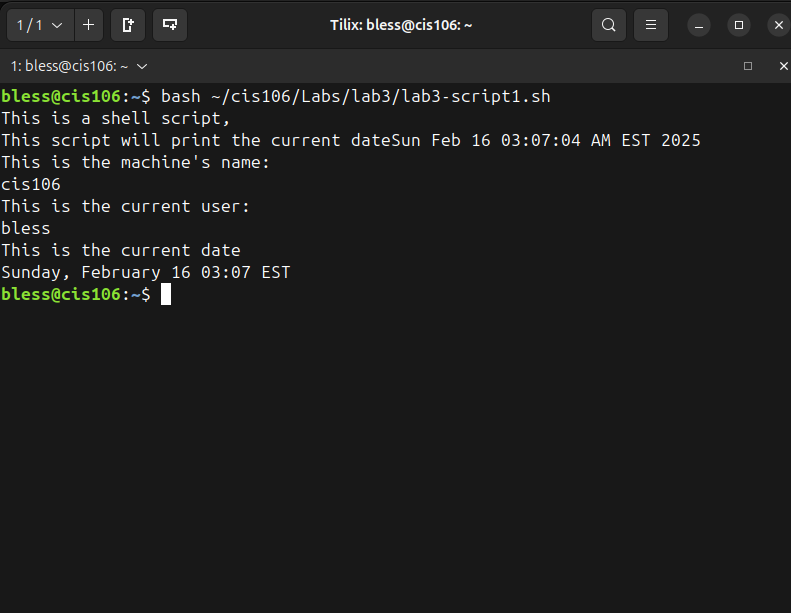 1 / 1
Tilix: bless@cis106: ~
1: bless@cis106: ~
bless@cis106:~$ bash ~/cis106/Labs/lab3/lab3-script1.sh
This is a shell script,
This script will print the current dateSun Feb 16 03:07:04 AM EST 2025
This is the machine's name:
cis106
This is the current user:
bless
This is the current date
Sunday, February 16 03:07 EST
bless@cis106:~$